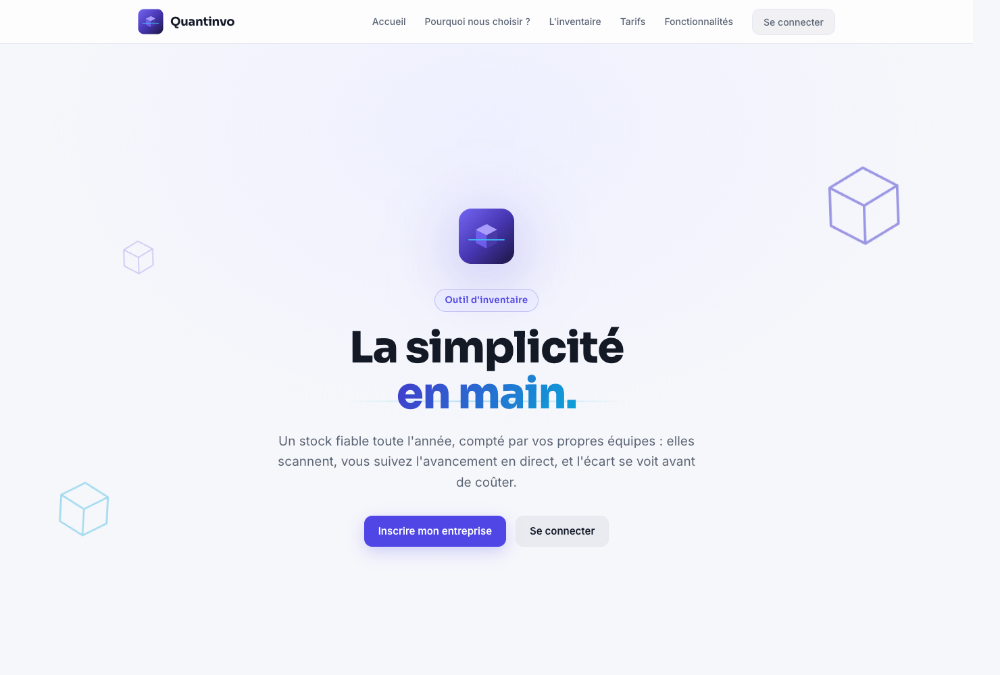 Quantinvo
Accueil
Pourquoi nous choisir ?
L'inventaire
Tarifs
Fonctionnalités
Se connecter
Outil d'inventaire
La simplicité
en main.
Un stock fiable toute l'année, compté par vos propres équipes : elles
scannent, vous suivez l'avancement en direct, et l'écart se voit avant
de coûter.
Inscrire mon entreprise
Se connecter